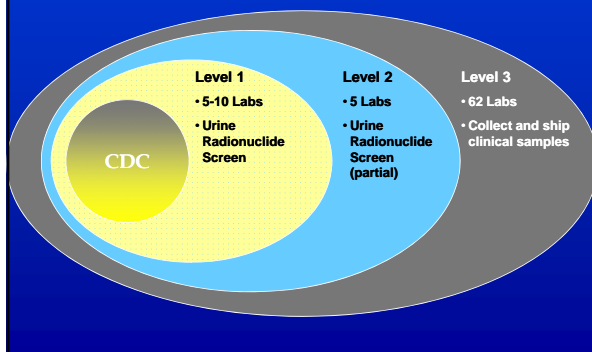 CDC
Level 1
• 5-10 Labs
• Urine
Radionuclide
Screen
Level 2
• 5 Labs
• Urine
Radionuclide
Screen
(partial)
Level 3
• 62 Labs
• Collect and ship
clinical samples